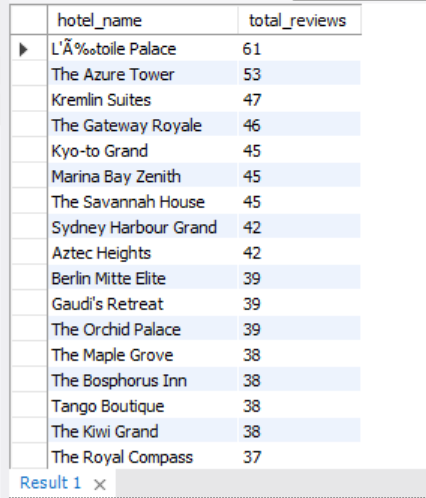 hotel_name total_reviews
L'Ã‰toile Palace 61
The Azure Tower 53
Kremlin Suites 47
The Gateway Royale 46
Kyo-to Grand 45
Marina Bay Zenith 45
The Savannah House 45
Sydney Harbour Grand 42
Aztec Heights 42
Berlin Mitte Elite 39
Gaudi's Retreat 39
The Orchid Palace 39
The Maple Grove 38
The Bosphorus Inn 38
Tango Boutique 38
The Kiwi Grand 38
The Royal Compass 37
Result 1 ×